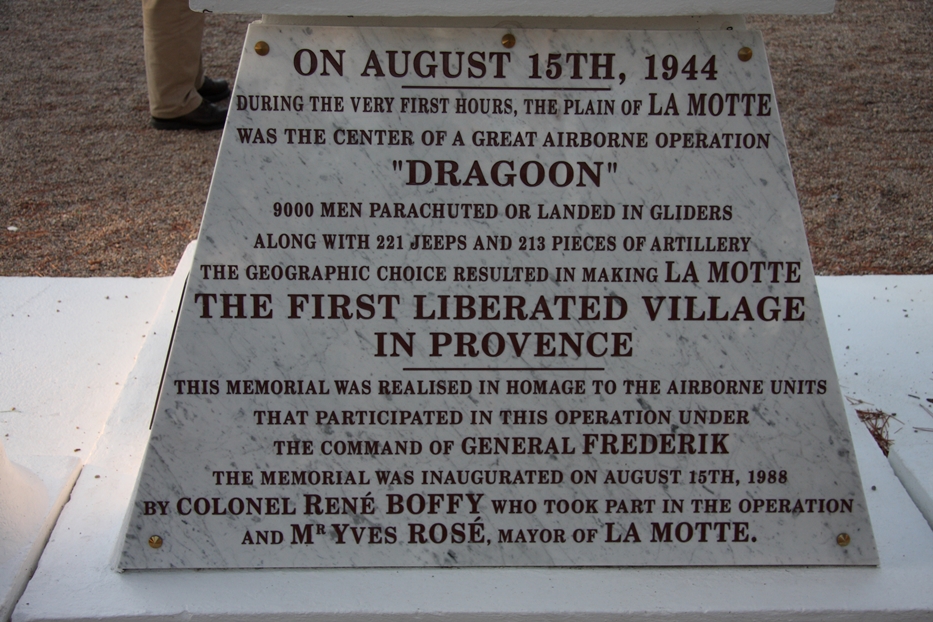 ON AUGUST 15TH, 1944
DURING THE VERY FIRST HOURS, THE PLAIN OF LA MOTTE
WAS THE CENTER OF A GREAT AIRBORNE OPERATION
"DRAGOON"
9000 MEN PARACHUTED OR LANDED IN GLIDERS
ALONG WITH 221 JEEPS AND 213 PIECES OF ARTILLERY
THE GEOGRAPHIC CHOICE RESULTED IN MAKING LA MOTTE
THE FIRST LIBERATED VILLAGE
IN PROVENCE
THIS MEMORIAL WAS REALISED IN HOMAGE TO THE AIRBORNE UNITS
THAT PARTICIPATED IN THIS OPERATION UNDER
THE COMMAND OF GENERAL FREDERIK
THE MEMORIAL WAS INAUGURATED ON AUGUST 15TH, 1988
BY COLONEL RENÉ BOFFY WHO TOOK PART IN THE OPERATION
AND MR YVES ROSÉ, MAYOR OF LA MOTTE.